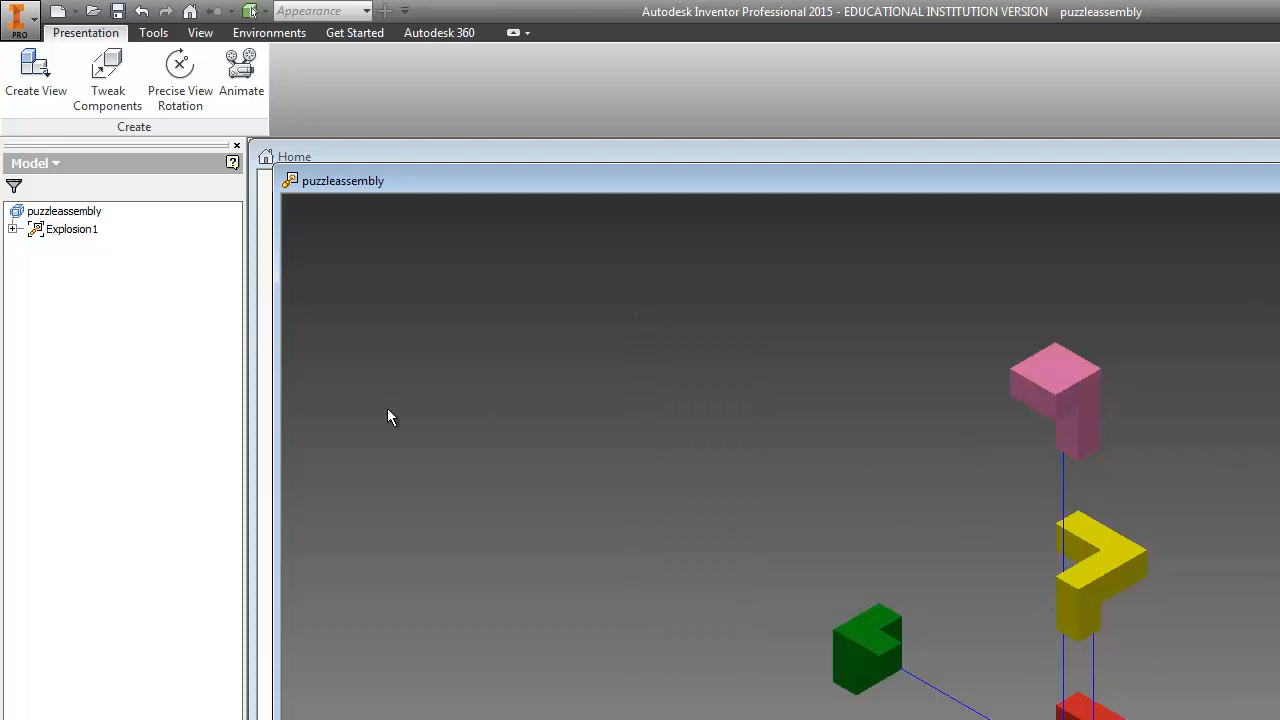 Appearance
Autodesk Inventor Professional 2015 - EDUCATIONAL INSTITUTION VERSION puzzleassembly
PRO
Presentation Tools View Environments Get Started Autodesk 360
Create View Tweak Components Precise View Rotation Animate
Create
Model
?
Home
puzzleassembly
puzzleassembly
Explosion1